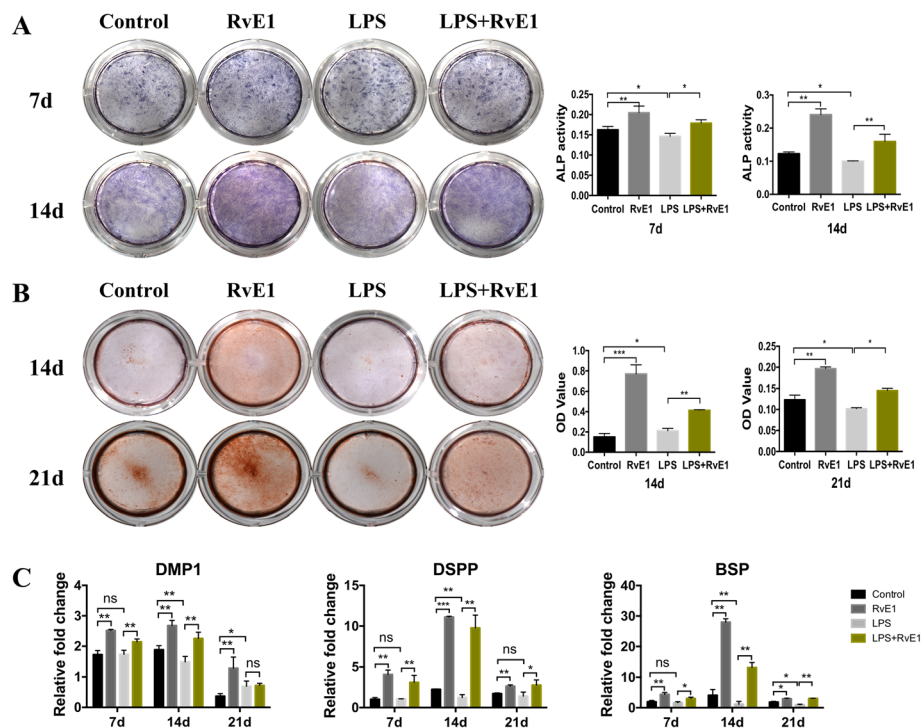 A
Control RvE1 LPS LPS+RvE1
7d
14d
ALP activity
0.25
0.20
0.15
0.10
0.05
0.00
* ** *
Control RvE1 LPS LPS+RvE1
7d
ALP activity
0.3
0.2
0.1
0.0
* ** **
Control RvE1 LPS LPS+RvE1
14d
B
Control RvE1 LPS LPS+RvE1
14d
21d
OD Value
1.0
0.8
0.6
0.4
0.2
0.0
* *** **
Control RvE1 LPS LPS+RvE1
14d
OD Value
0.25
0.20
0.15
0.10
0.05
0.00
* ** *
Control RvE1 LPS LPS+RvE1
21d
C
DMP1
Relative fold change
4
3
2
1
0
ns ** **
** ** **
* ** ns
7d 14d 21d
DSPP
Relative fold change
15
10
5
0
ns ** **
** *** **
ns ** *
7d 14d 21d
BSP
Relative fold change
40
30
20
10
0
ns ** *
** ** **
* * **
7d 14d 21d
Control
RvE1
LPS
LPS+RvE1